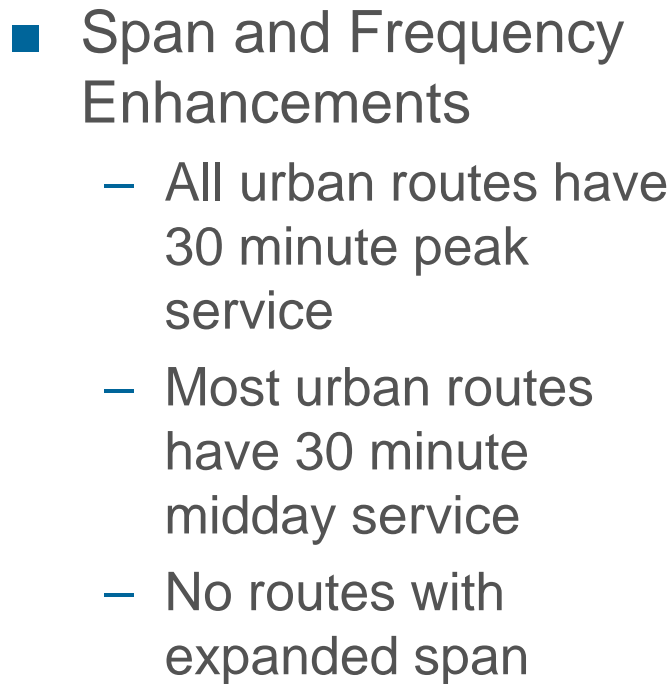 ■ Span and Frequency
Enhancements
– All urban routes have
30 minute peak
service
– Most urban routes
have 30 minute
midday service
– No routes with
expanded span